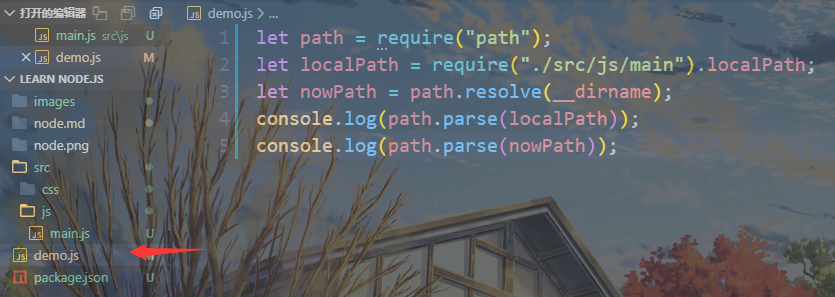 打开的编辑器
main.js src\js U
demo.js M
LEARN NODE.JS
images
node.md
node.png
src
css
js
main.js U
demo.js M
package.json U
demo.js > ...
1 let path = require("path");
2 let localPath = require("./src/js/main").localPath;
3 let nowPath = path.resolve(__dirname);
4 console.log(path.parse(localPath));
5 console.log(path.parse(nowPath));